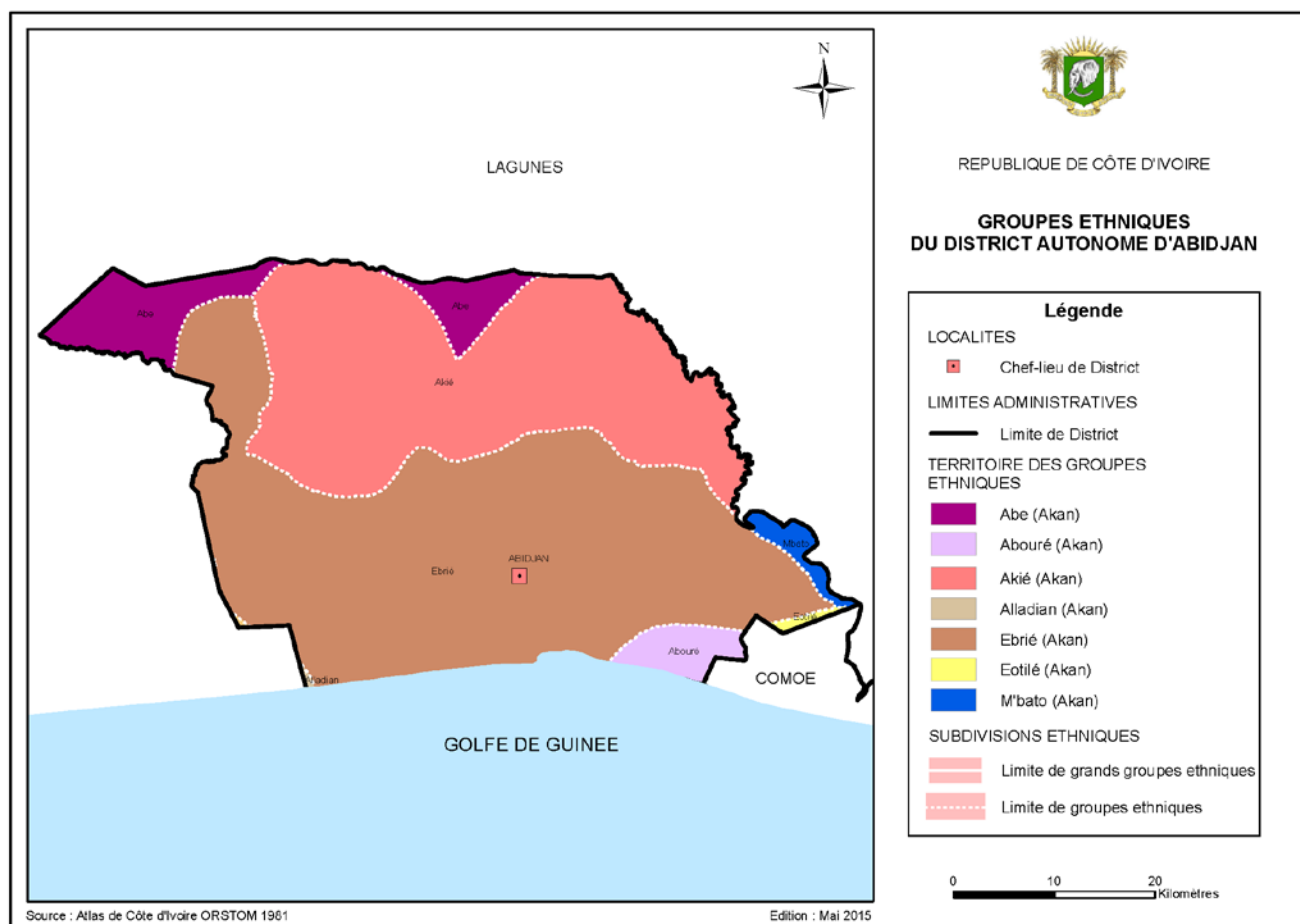 N
LAGUNES
Abe
Abe
Akié
Ebrié
ABIDJAN
Mbato
Eotilé
Abouré
Alladian
COMOE
GOLFE DE GUINEE
Source : Atlas de Côte d'Ivoire ORSTOM 1981
Edition : Mai 2015
REPUBLIQUE DE CÔTE D'IVOIRE
GROUPES ETHNIQUES
DU DISTRICT AUTONOME D'ABIDJAN
Légende
LOCALITES
Chef-lieu de District
LIMITES ADMINISTRATIVES
Limite de District
TERRITOIRE DES GROUPES
ETHNIQUES
Abe (Akan)
Abouré (Akan)
Akié (Akan)
Alladian (Akan)
Ebrié (Akan)
Eotilé (Akan)
M'bato (Akan)
SUBDIVISIONS ETHNIQUES
Limite de grands groupes ethniques
Limite de groupes ethniques
0 10 20
Kilomètres